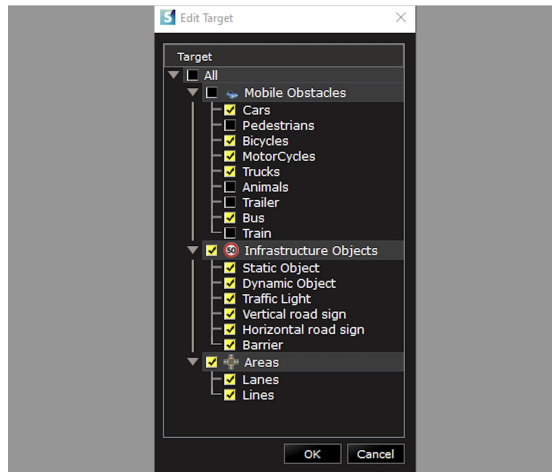 S Edit Target
Target
All
Mobile Obstacles
Cars
Pedestrians
Bicycles
MotorCycles
Trucks
Animals
Trailer
Bus
Train
50 Infrastructure Objects
Static Object
Dynamic Object
Traffic Light
Vertical road sign
Horizontal road sign
Barrier
Areas
Lanes
Lines
OK Cancel